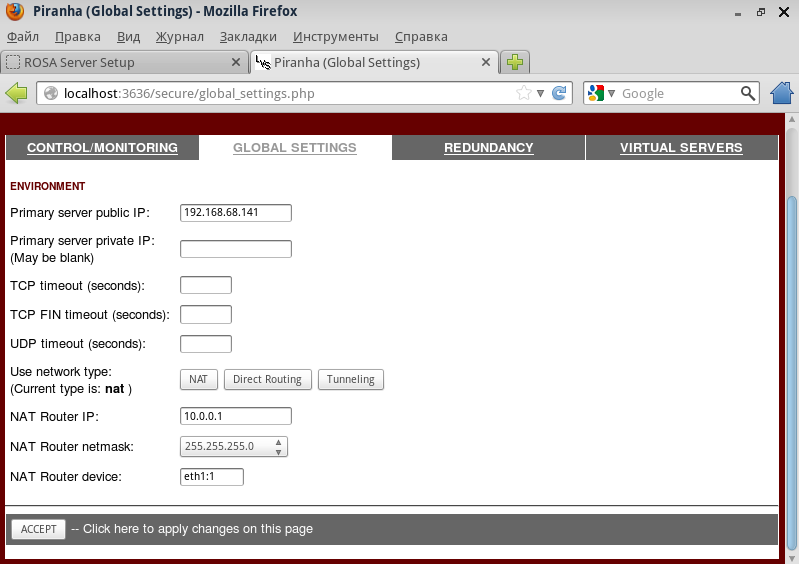 Piranha (Global Settings) - Mozilla Firefox
Файл Правка Вид Журнал Закладки Инструменты Справка
ROSA Server Setup Piranha (Global Settings)
localhost:3636/secure/global_settings.php Google
CONTROL/MONITORING GLOBAL SETTINGS REDUNDANCY VIRTUAL SERVERS
ENVIRONMENT
Primary server public IP: 192.168.68.141
Primary server private IP:
(May be blank)
TCP timeout (seconds):
TCP FIN timeout (seconds):
UDP timeout (seconds):
Use network type:
(Current type is: nat )
NAT Direct Routing Tunneling
NAT Router IP: 10.0.0.1
NAT Router netmask: 255.255.255.0
NAT Router device: eth1:1
ACCEPT -- Click here to apply changes on this page